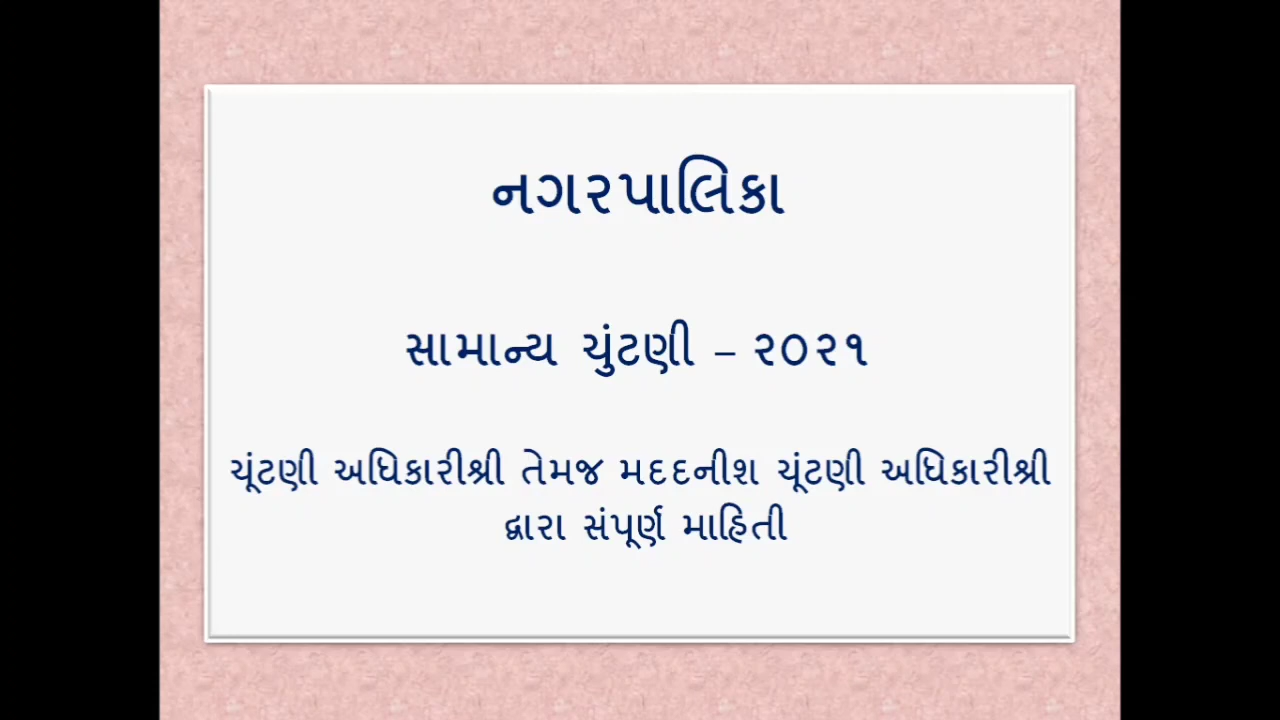 નગરપાલિકા
સામાન્ય ચુંટણી – ૨૦૨૧
ચૂંટણી અધિકારીશ્રી તેમજ મદદનીશ ચૂંટણી અધિકારીશ્રી
દ્વારા સંપૂર્ણ માહિતી